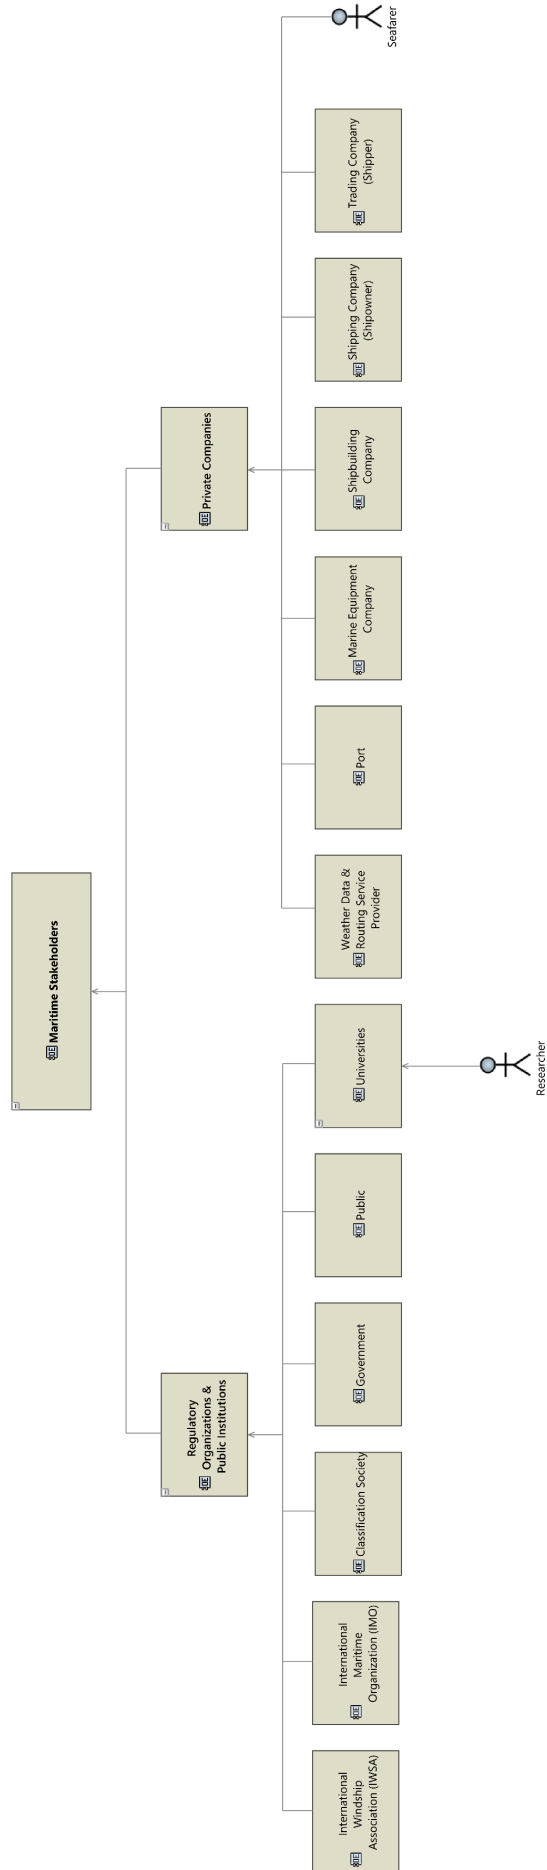 Maritime Stakeholders
Regulatory
Organizations &
Public Institutions
Private Companies
International
Windship
Association (IWSA)
International
Maritime
Organization (IMO)
Classification Society
Government
Public
Universities
Weather Data &
Routing Service
Provider
Port
Marine Equipment
Company
Shipbuilding
Company
Shipping Company
(Shipowner)
Trading Company
(Shipper)
Seafarer
Researcher